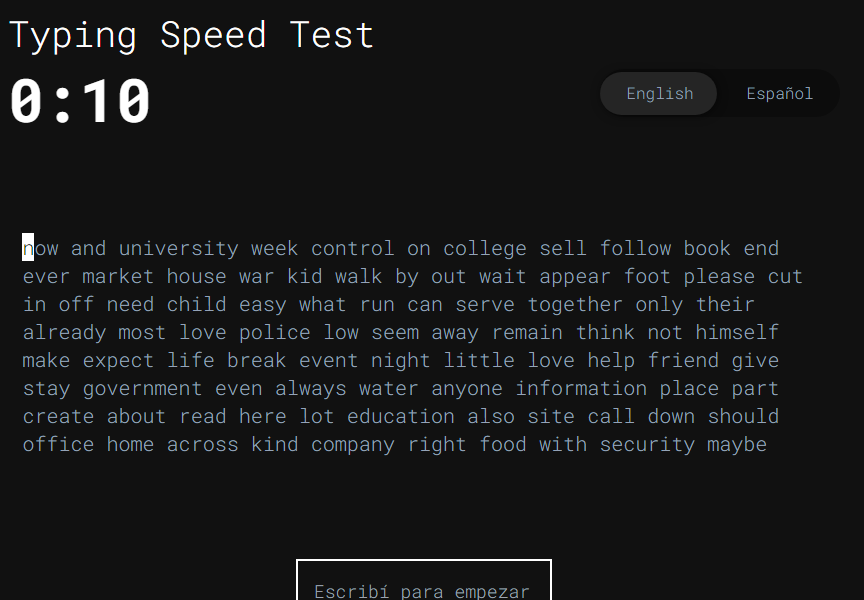 Typing Speed Test
0:10
English
Español
now and university week control on college sell follow book end
ever market house war kid walk by out wait appear foot please cut
in off need child easy what run can serve together only their
already most love police low seem away remain think not himself
make expect life break event night little love help friend give
stay government even always water anyone information place part
create about read here lot education also site call down should
office home across kind company right food with security maybe
Escribí para empezar